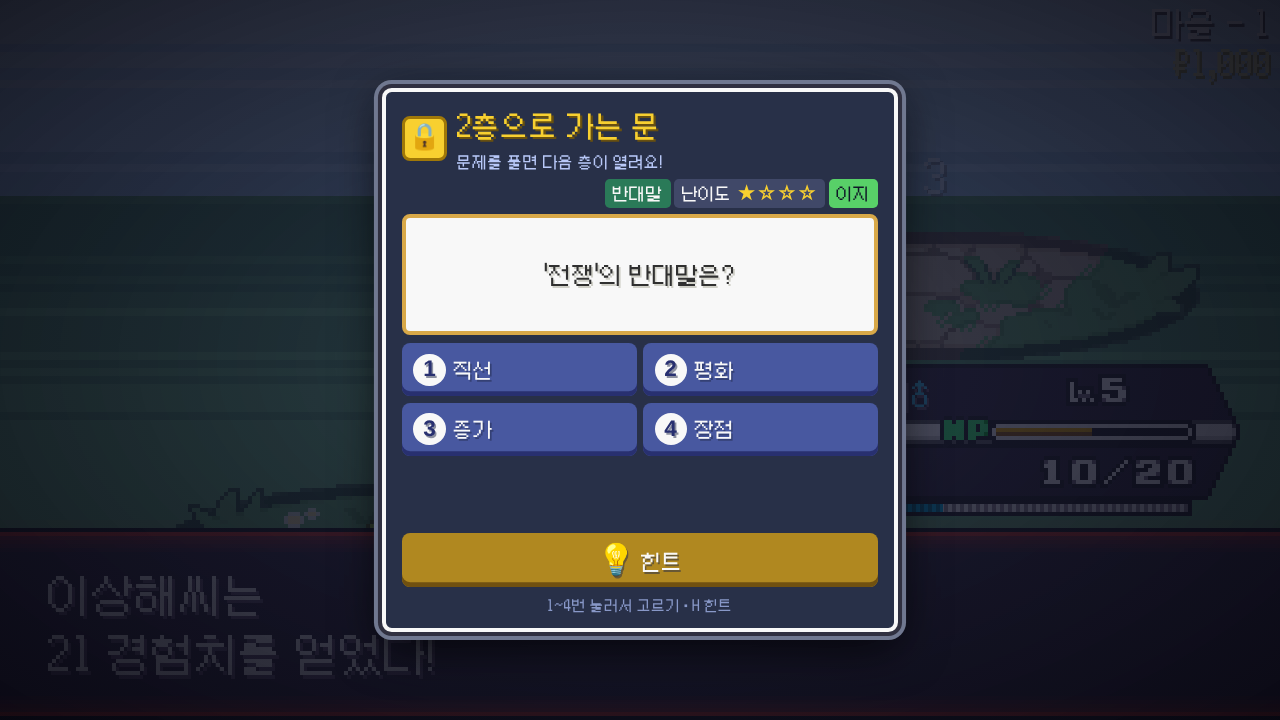 마을 - 1
₽1,000
2층으로 가는 문
문제를 풀면 다음 층이 열려요!
반대말
난이도 ★☆☆☆
이지
3
'전쟁'의 반대말은?
1 직선
2 평화
3 증가
4 장점
Lv.5
HP
10/20
힌트
1~4번 눌러서 고르기 • H 힌트
이상해씨는
21 경험치를 얻었다!